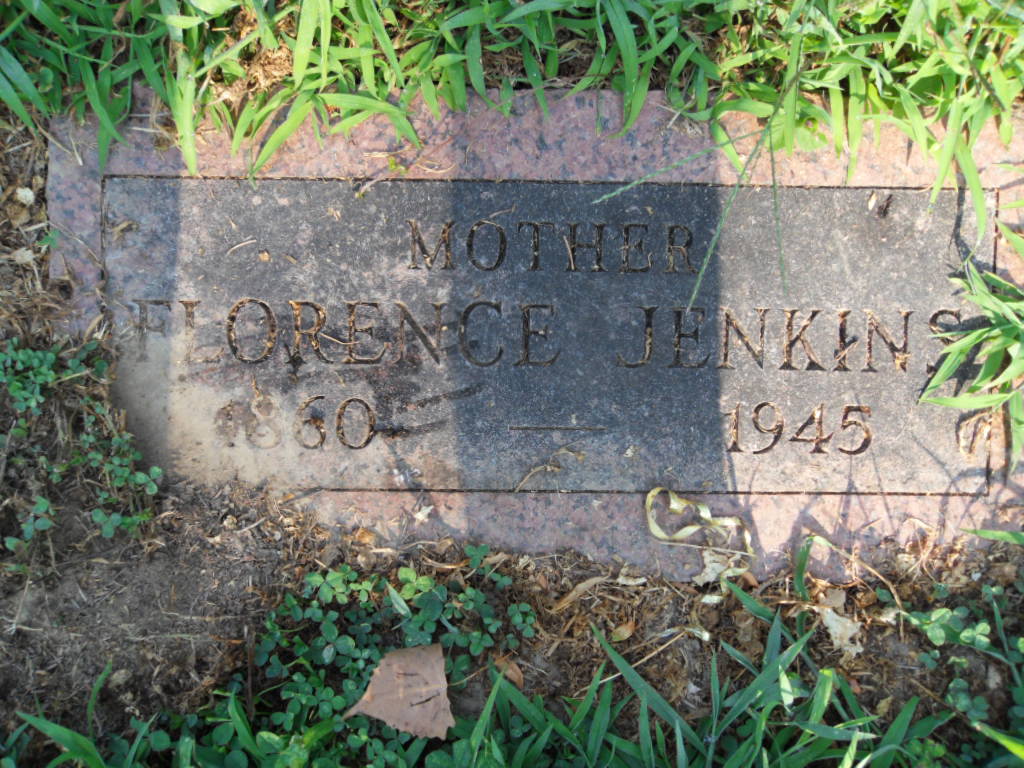 MOTHER
FLORENCE JENKINS
1860 — 1945